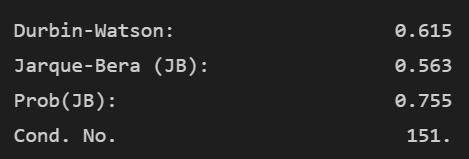 Durbin-Watson: 0.615
Jarque-Bera (JB): 0.563
Prob(JB): 0.755
Cond. No. 151.